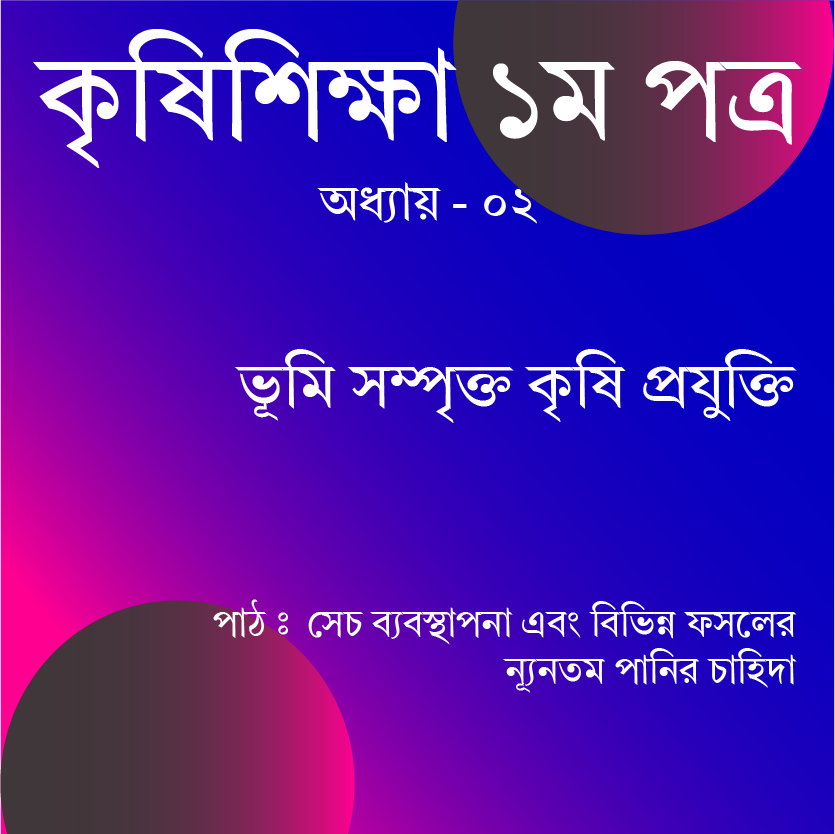 কৃষিশিক্ষা ১ম পত্র
অধ্যায় - ০২
ভূমি সম্পৃক্ত কৃষি প্রযুক্তি
পাঠ ঃ সেচ ব্যবস্থাপনা এবং বিভিন্ন ফসলের
ন্যূনতম পানির চাহিদা